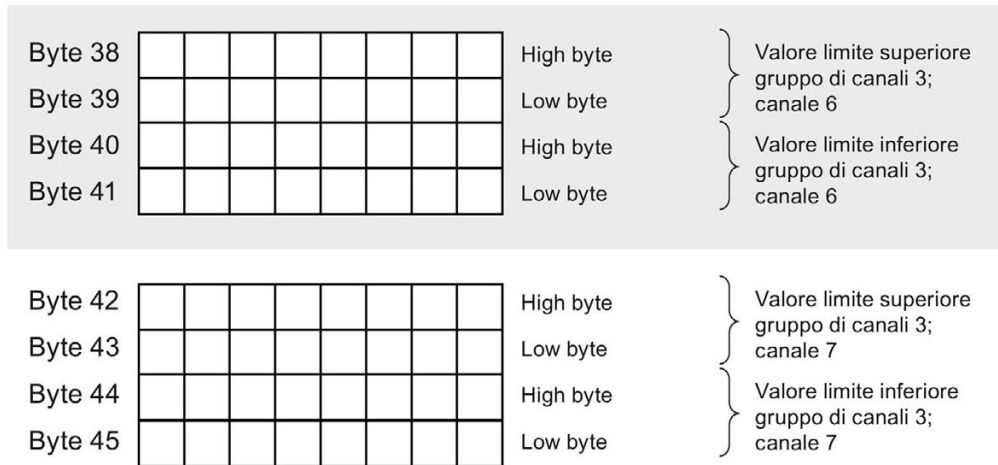 Byte 38 High byte
Byte 39 Low byte
Valore limite superiore
gruppo di canali 3;
canale 6
Byte 40 High byte
Byte 41 Low byte
Valore limite inferiore
gruppo di canali 3;
canale 6
Byte 42 High byte
Byte 43 Low byte
Valore limite superiore
gruppo di canali 3;
canale 7
Byte 44 High byte
Byte 45 Low byte
Valore limite inferiore
gruppo di canali 3;
canale 7